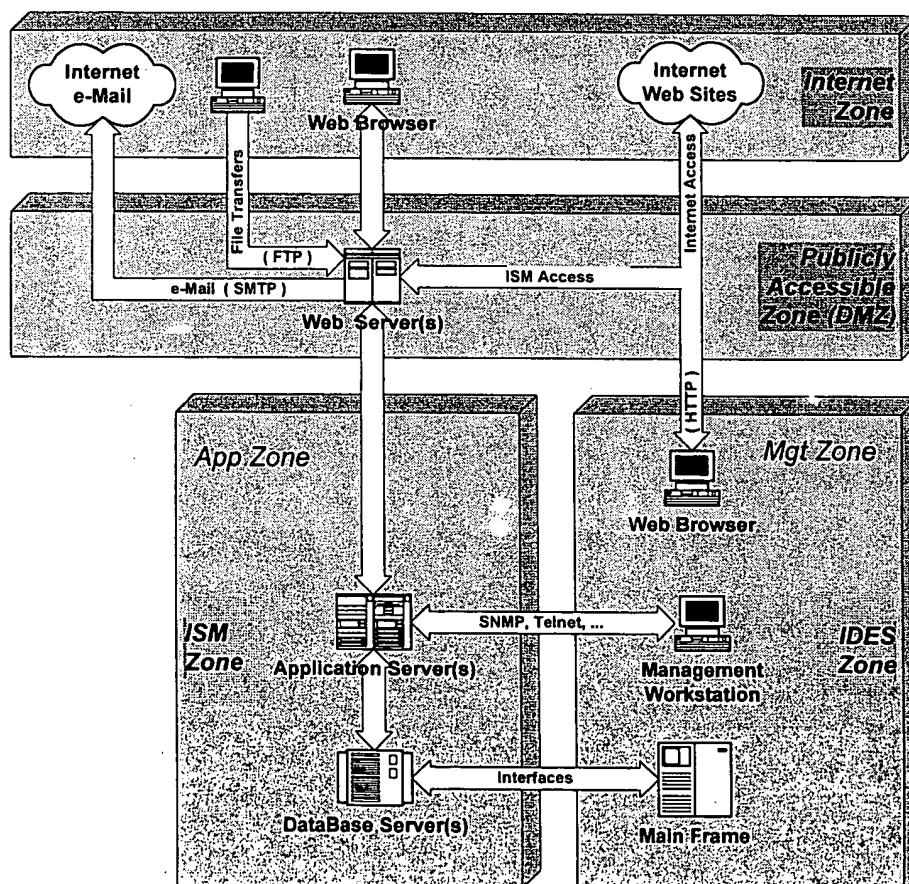 Internet
e-Mail
Web Browser
Internet
Web Sites
Internet
Zone
File Transfers
( FTP )
e-Mail ( SMTP )
Web Server(s)
ISM Access
Internet Access
( HTTP )
Publicly
Accessible
Zone (DMZ)
App Zone
Mgt Zone
Web Browser
ISM
Zone
Application Server(s)
SNMP, Telnet, ...
Management
Workstation
IDES
Zone
DataBase Server(s)
Interfaces
Main Frame